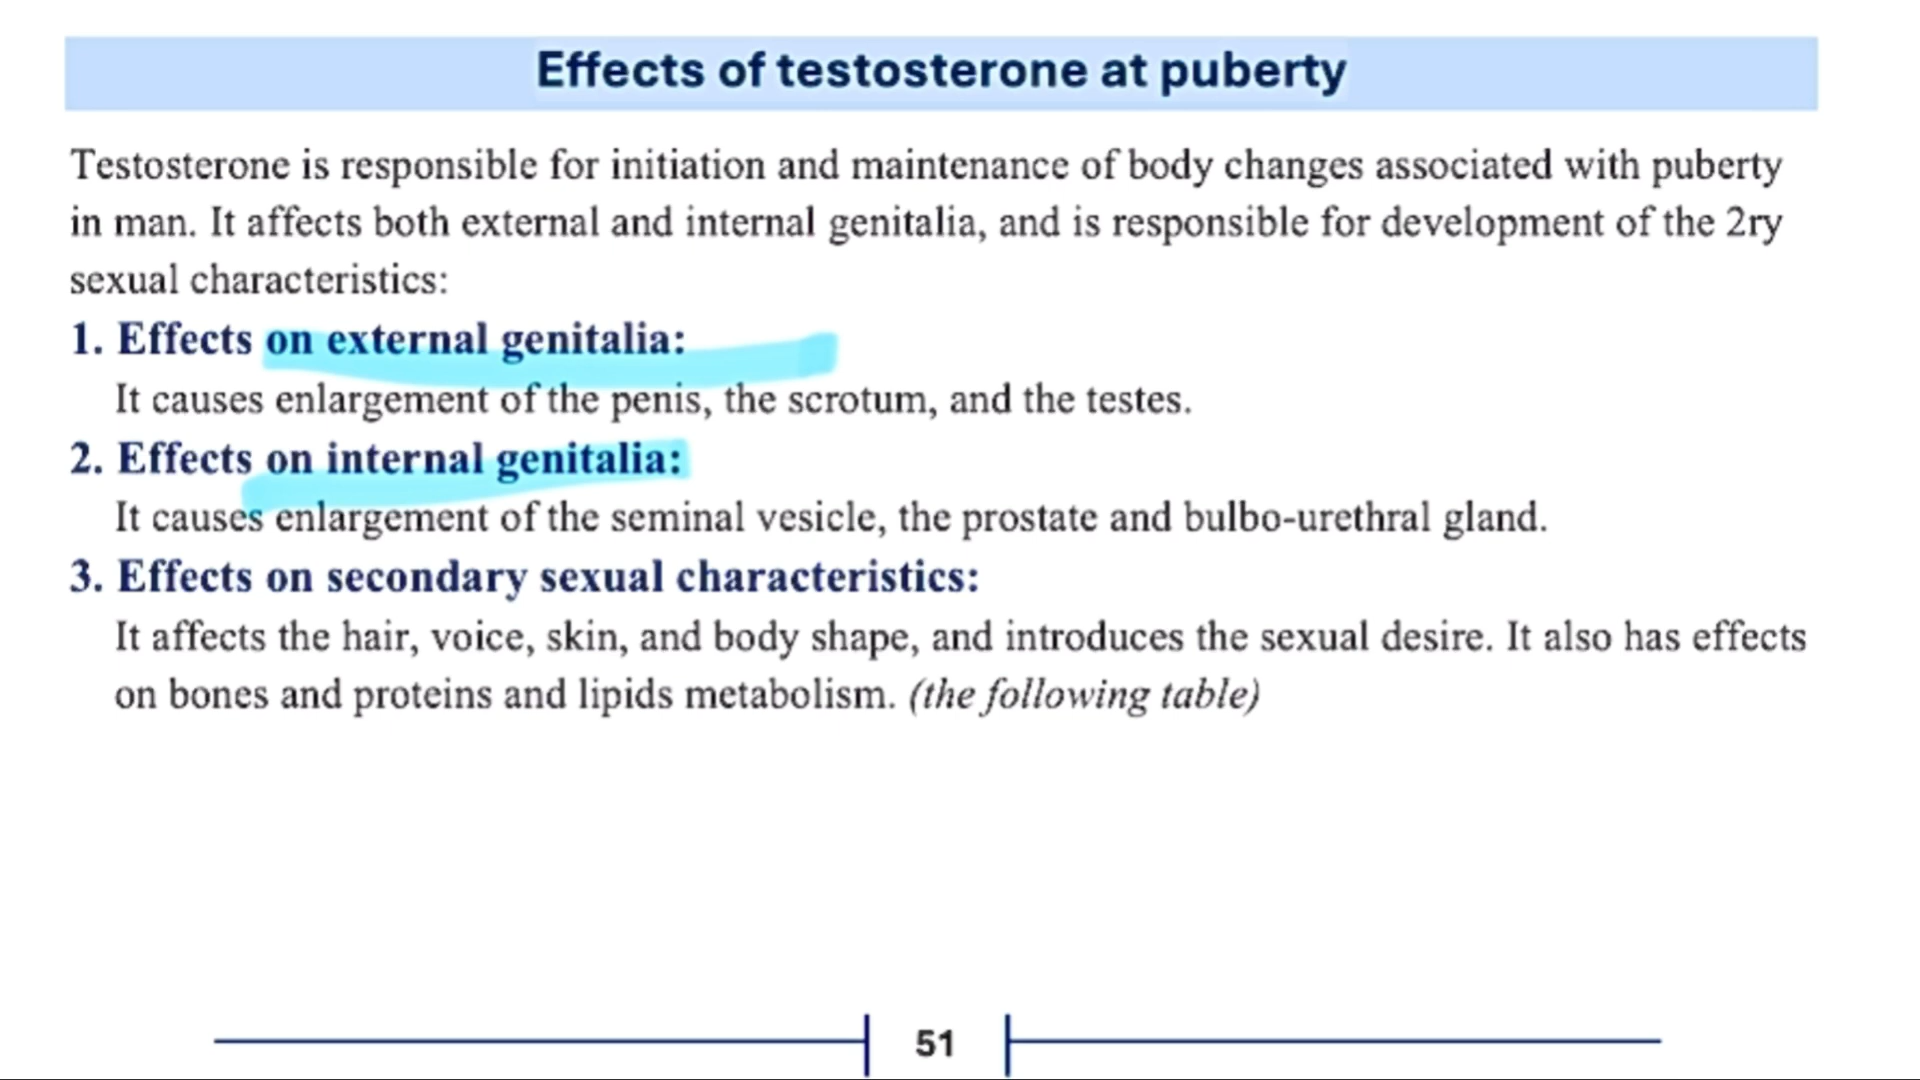 Effects of testosterone at puberty
Testosterone is responsible for initiation and maintenance of body changes associated with puberty
in man. It affects both external and internal genitalia, and is responsible for development of the 2ry
sexual characteristics:
1. Effects on external genitalia:
It causes enlargement of the penis, the scrotum, and the testes.
2. Effects on internal genitalia:
It causes enlargement of the seminal vesicle, the prostate and bulbo-urethral gland.
3. Effects on secondary sexual characteristics:
It affects the hair, voice, skin, and body shape, and introduces the sexual desire. It also has effects
on bones and proteins and lipids metabolism. (the following table)
51